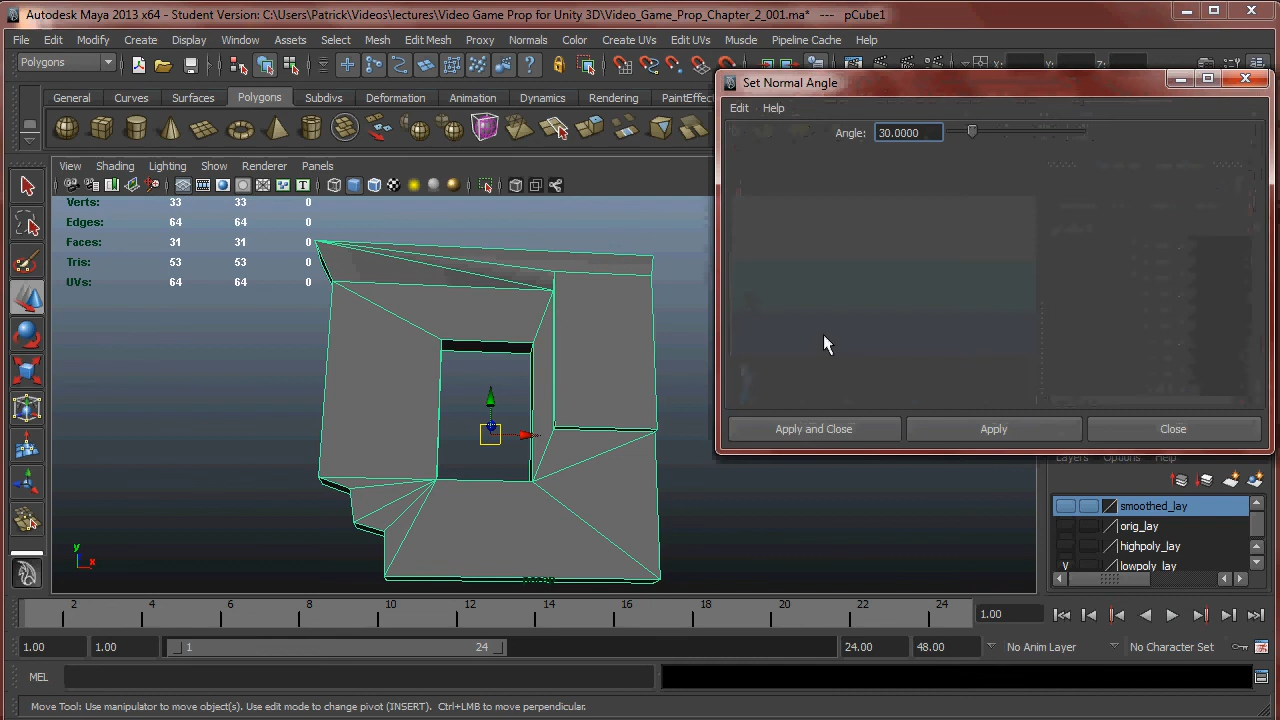 Autodesk Maya 2013 x64 - Student Version: C:\Users\Patrick\Videos\lectures\Video Game Prop for Unity 3D\Video_Game_Prop_Chapter_2_001.ma* --- pCube1
File Edit Modify Create Display Window Assets Select Mesh Edit Mesh Proxy Normals Color Create UVs Edit UVs Muscle Pipeline Cache Help
Polygons
X: Y: Z:
General Curves Surfaces Polygons Subdivs Deformation Animation Dynamics Rendering PaintEffect
Set Normal Angle
Edit Help
Angle: 30.0000
View Shading Lighting Show Renderer Panels
Verts: 33 33 0
Edges: 64 64 0
Faces: 31 31 0
Tris: 53 53 0
UVs: 64 64 0
Apply and Close Apply Close
Layers Options Help
smoothed_lay
orig_lay
highpoly_lay
V lowpoly_lay
y
x
persp
2 4 6 8 10 12 14 16 18 20 22 24 1.00
1.00 1.00 1 24 24.00 48.00 No Anim Layer No Character Set
MEL
Move Tool: Use manipulator to move object(s). Use edit mode to change pivot (INSERT). Ctrl+LMB to move perpendicular.